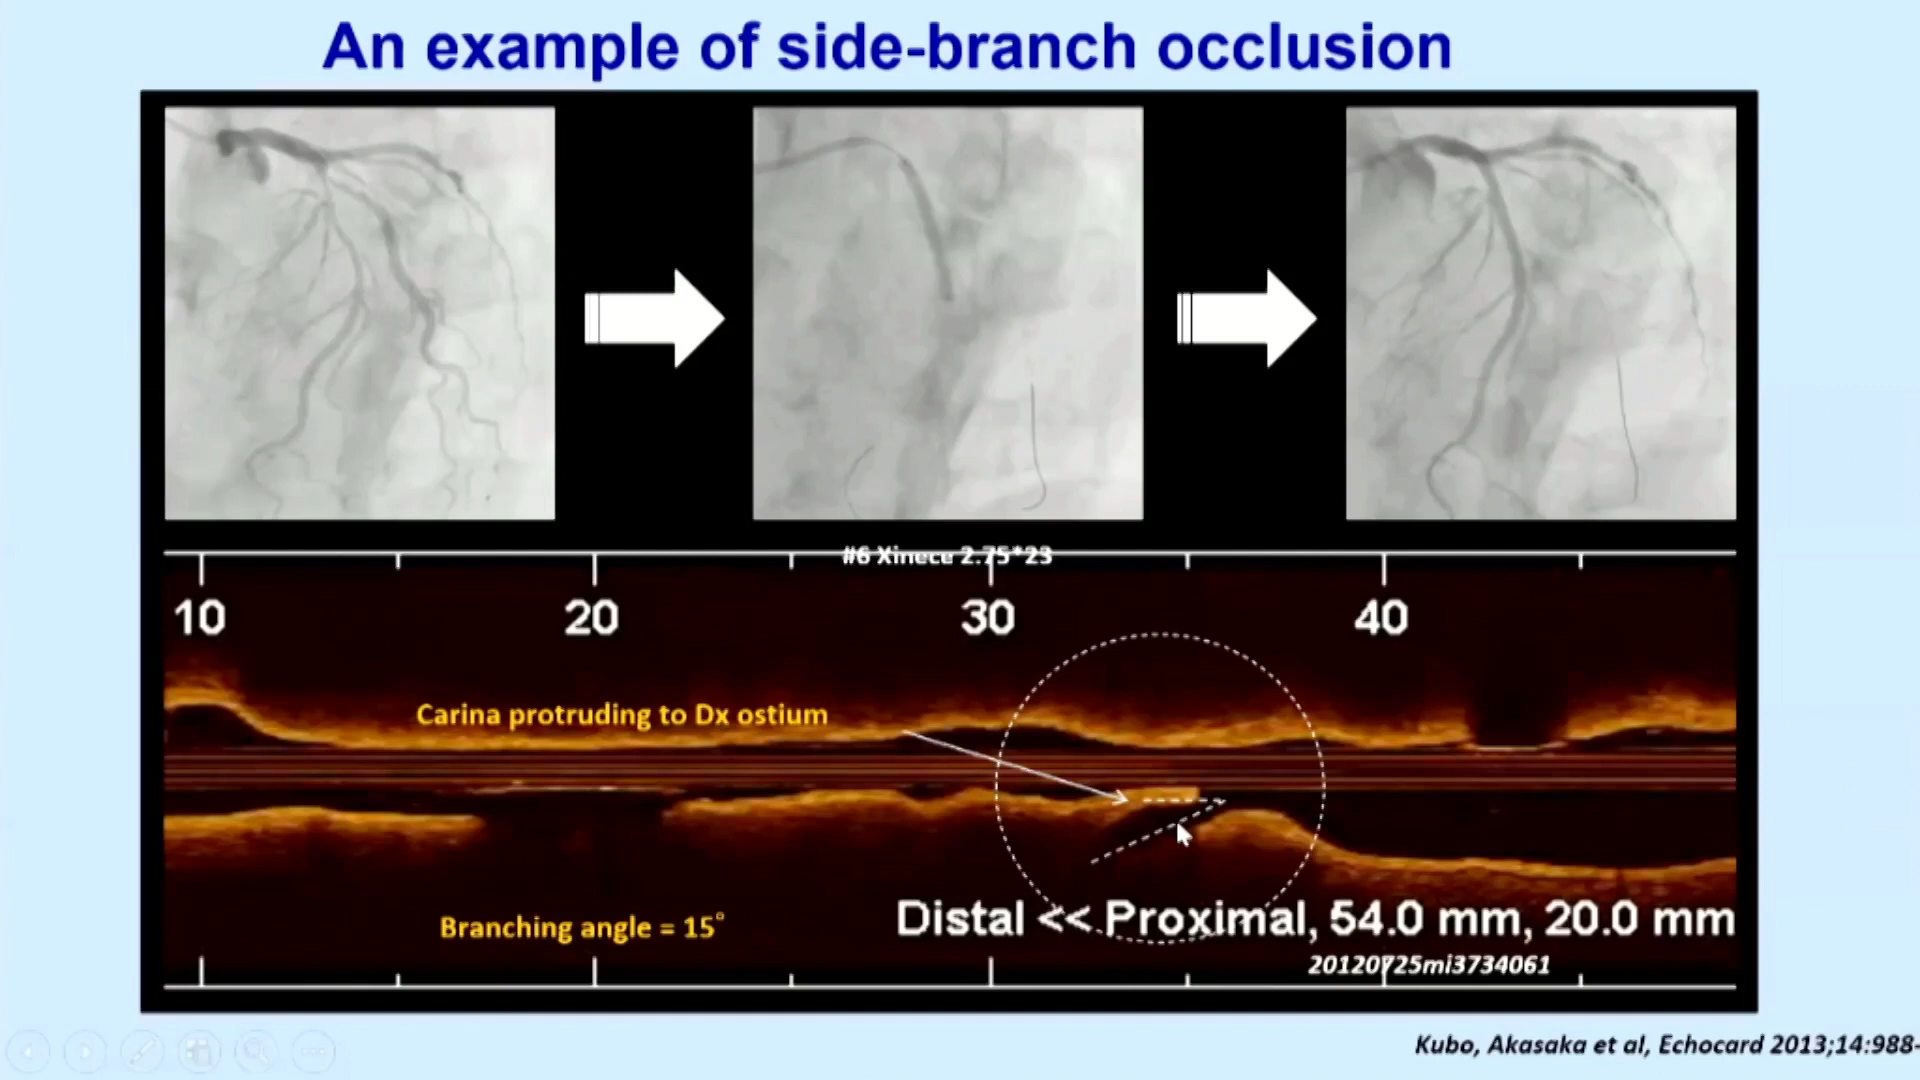 An example of side-branch occlusion
#6 Xinece 2.75*23
10 20 30 40
Carina protruding to Dx ostium
Distal << Proximal, 54.0 mm, 20.0 mm
Branching angle = 15°
20120725mi3734061
Kubo, Akasaka et al, Echocard 2013;14:988-